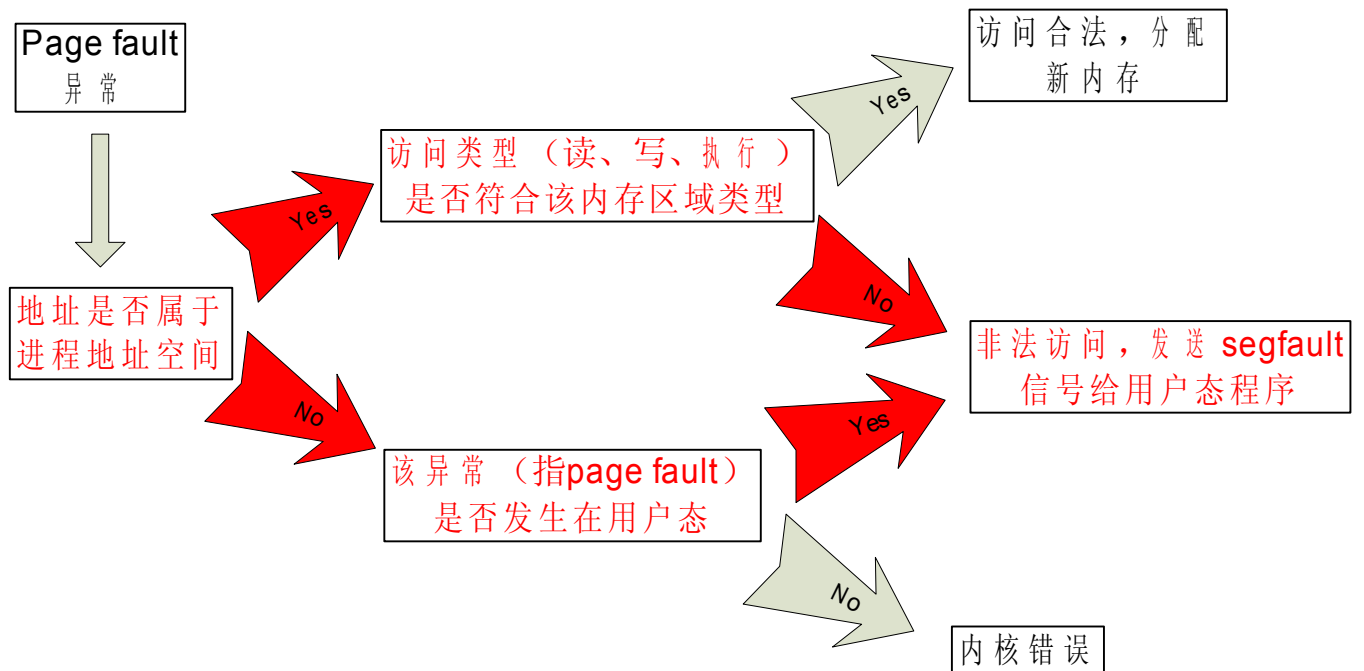 Page fault
异常
访问合法，分配
新内存
Yes
访问类型（读、写、执行）
是否符合该内存区域类型
Yes
地址是否属于
进程地址空间
No
非法访问，发送 segfault
信号给用户态程序
No
Yes
该异常（指page fault）
是否发生在用户态
No
内核错误